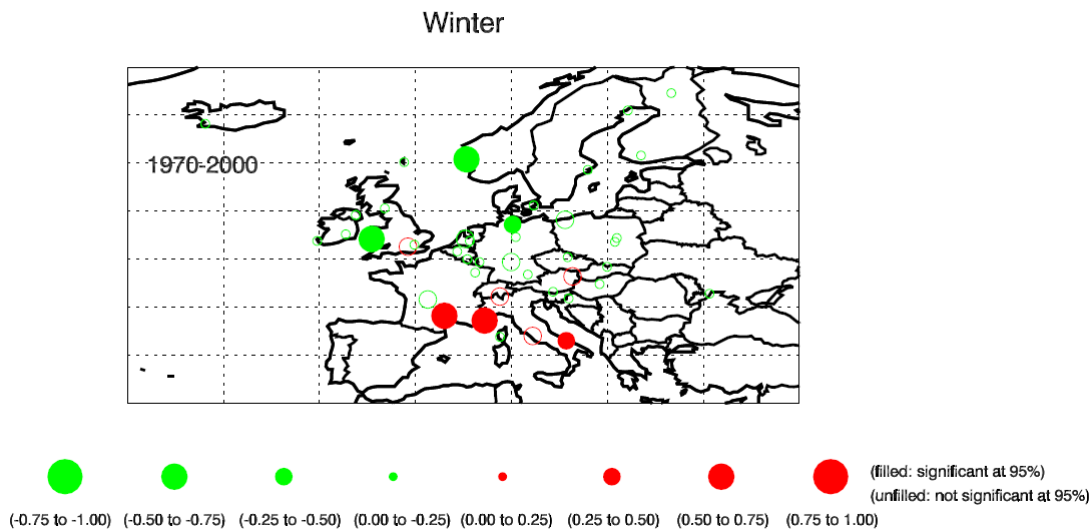 Winter
1970-2000
(-0.75 to -1.00) (-0.50 to -0.75) (-0.25 to -0.50) (0.00 to -0.25) (0.00 to 0.25) (0.25 to 0.50) (0.50 to 0.75) (0.75 to 1.00)
(filled: significant at 95%)
(unfilled: not significant at 95%)